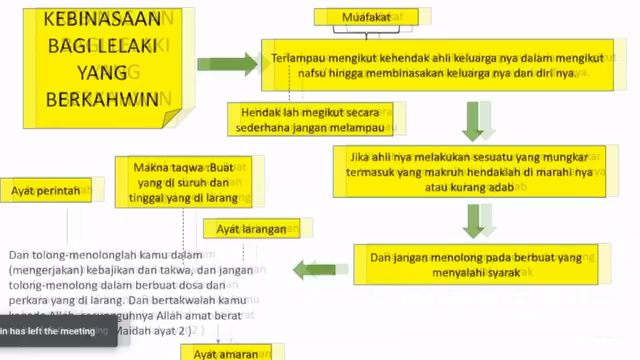 KEBINASAAN
BAGI LELAKI
YANG
BERKAHWIN
Muafakat
Terlampau mengikut kehendak ahli keluarga nya dalam mengikut
nafsu hingga membinasakan keluarga nya dan diri nya.
Hendak lah megikut secara
sederhana jangan melampau
Jika ahli nya melakukan sesuatu yang mungkar
termasuk yang makruh hendaklah di marahi nya
atau kurang adab
Dan jangan menolong pada berbuat yang
menyalahi syarak
Ayat perintah
Makna taqwa:Buat
yang di suruh dan
tinggal yang di larang
Ayat larangan
Dan tolong-menolonglah kamu dalam
(mengerjakan) kebajikan dan takwa, dan jangan
tolong-menolong dalam berbuat dosa dan
perkara yang di larang. Dan bertakwalah kamu
Allah, Allah amat berat
Maidah ayat 2 )
in has left the meeting
Ayat amaran